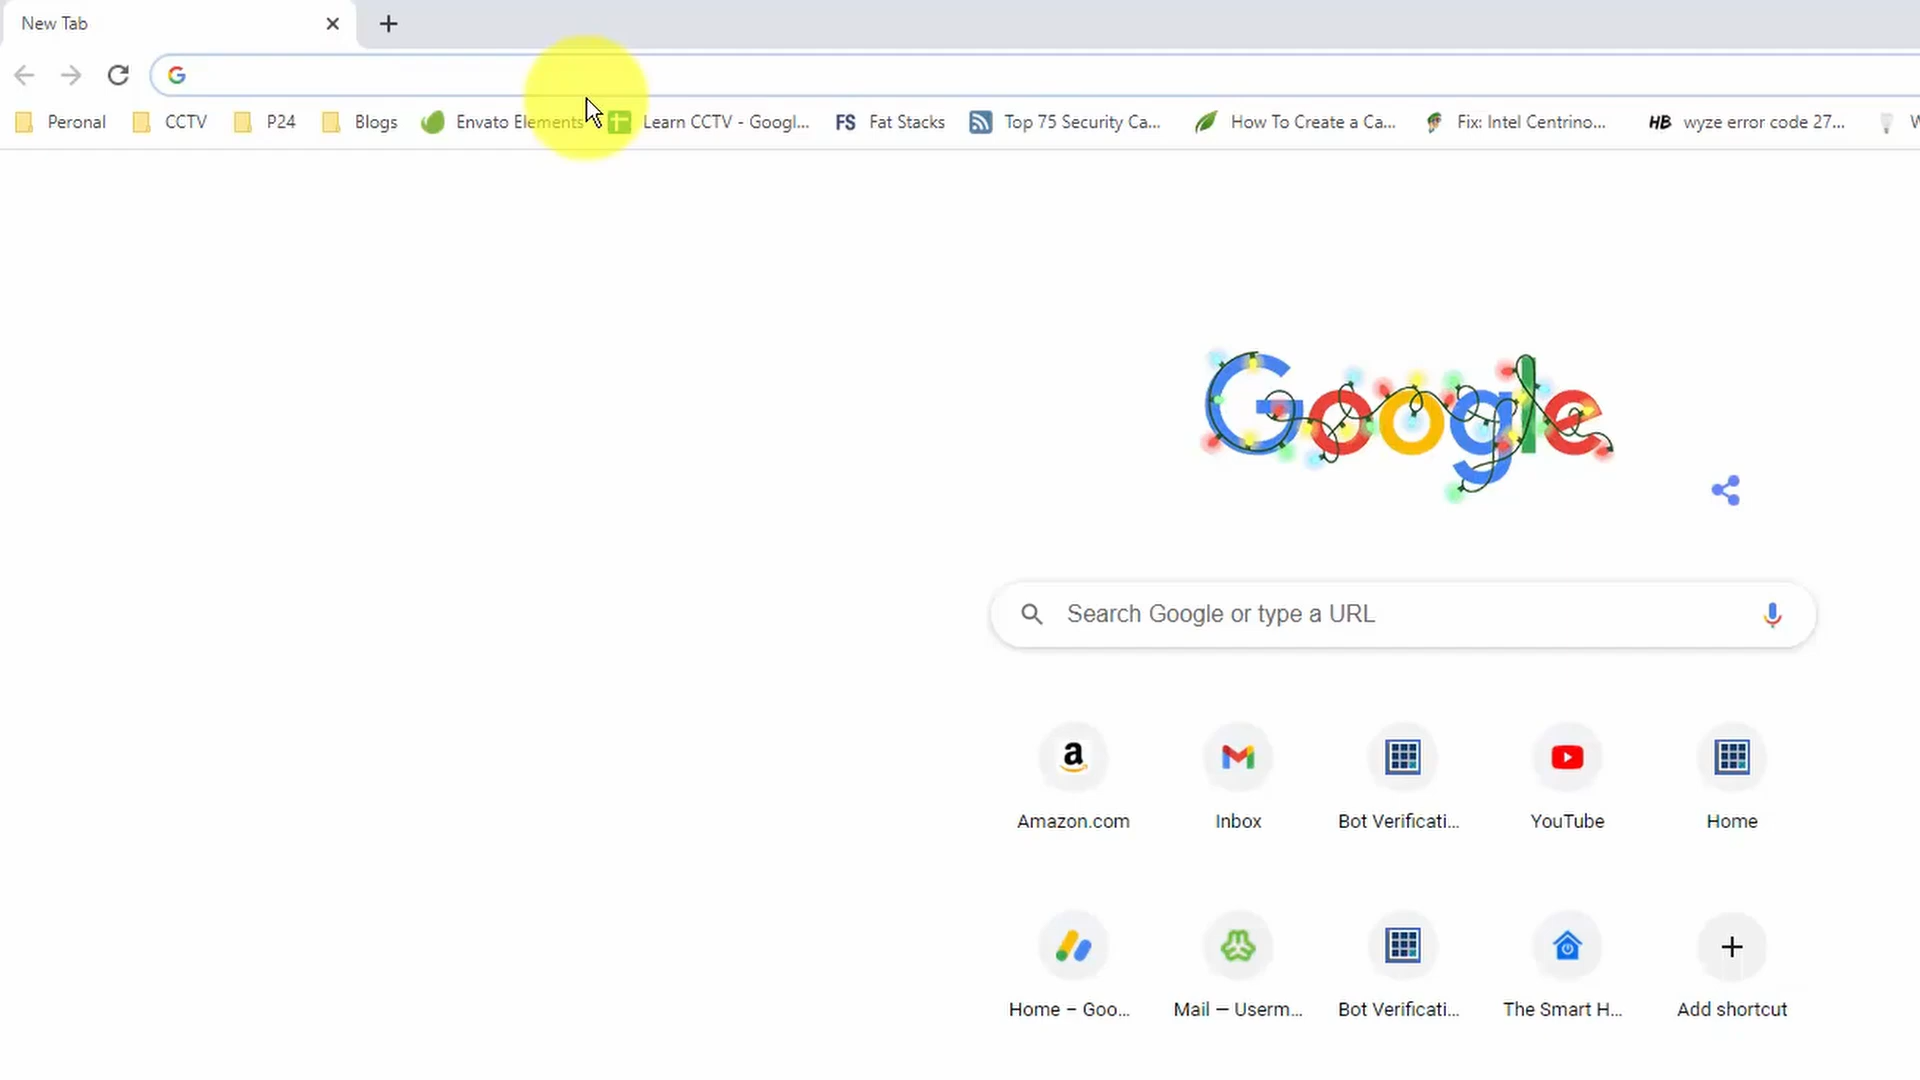 New Tab
Peronal CCTV P24 Blogs Envato Elements Learn CCTV - Googl... FS Fat Stacks Top 75 Security Ca... How To Create a Ca... Fix: Intel Centrino... HB wyze error code 27...
Google
Search Google or type a URL
Amazon.com Inbox Bot Verificati... YouTube Home
Home – Goo... Mail — Userm... Bot Verificati... The Smart H... Add shortcut